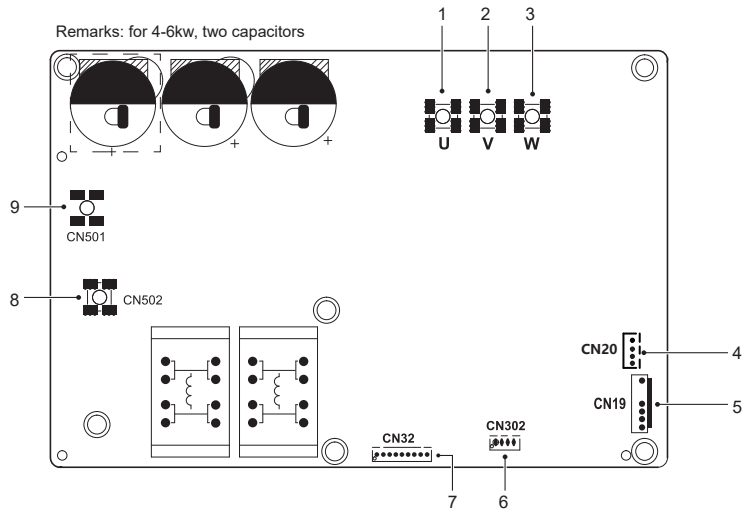 Remarks: for 4-6kw, two capacitors
1 2 3
U V W
9
CN501
8 CN502
CN20 4
CN19 5
CN302
CN32
7 6
+ + +